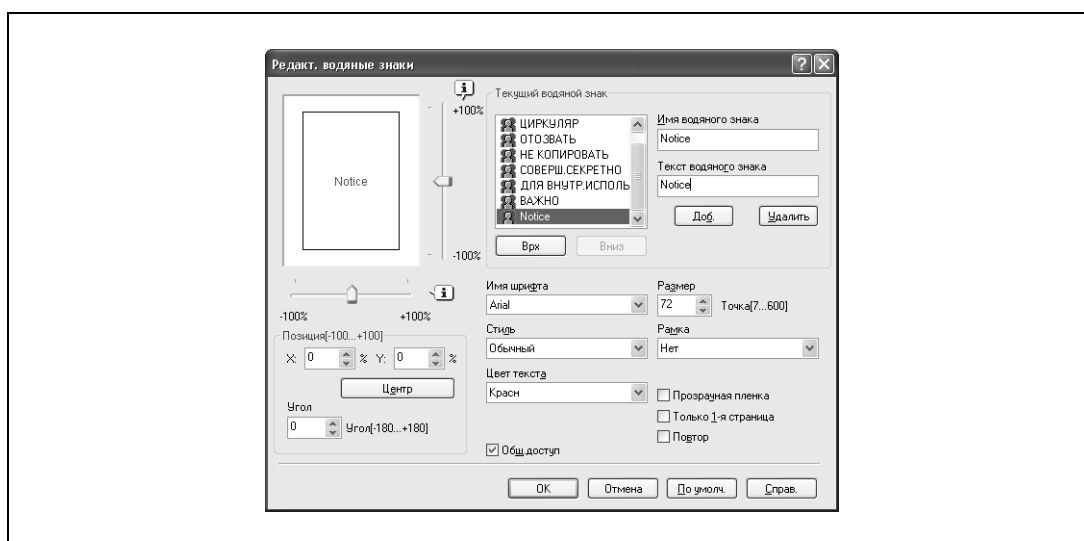 Редакт. водяные знаки
Notice
+100%
-100%
-100%
+100%
Позиция[-100...+100]
X: 0 % Y: 0 %
Центр
Угол
0 Угол[-180...+180]
Текущий водяной знак
ЦИРКУЛЯР
ОТОЗВАТЬ
НЕ КОПИРОВАТЬ
СОВЕРШ.СЕКРЕТНО
ДЛЯ ВНУТР.ИСПОЛЬ
ВАЖНО
Notice
Врх
Вниз
Имя водяного знака
Notice
Текст водяного знака
Notice
Доб.
Удалить
Имя шрифта
Arial
Размер
72 Точка[7...600]
Стиль
Обычный
Рамка
Нет
Цвет текста
Красн
Прозрачная пленка
Только 1-я страница
Повтор
Общ.доступ
OK
Отмена
По умолч.
Справ.